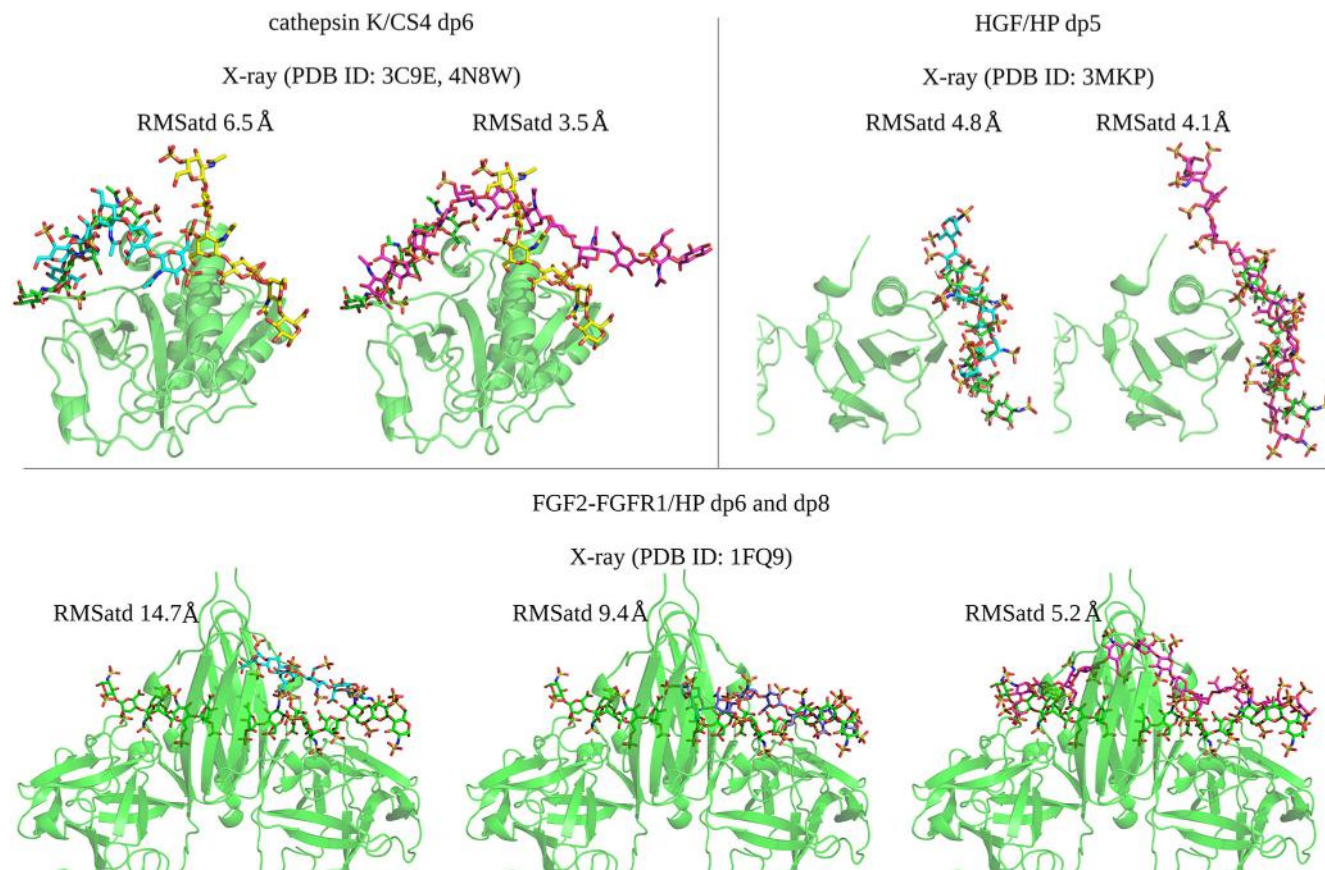 cathepsin K/CS4 dp6
X-ray (PDB ID: 3C9E, 4N8W)
RMSatd 6.5 Å
RMSatd 3.5 Å
HGF/HP dp5
X-ray (PDB ID: 3MKP)
RMSatd 4.8 Å
RMSatd 4.1 Å
FGF2-FGFR1/HP dp6 and dp8
X-ray (PDB ID: 1FQ9)
RMSatd 14.7 Å
RMSatd 9.4 Å
RMSatd 5.2 Å